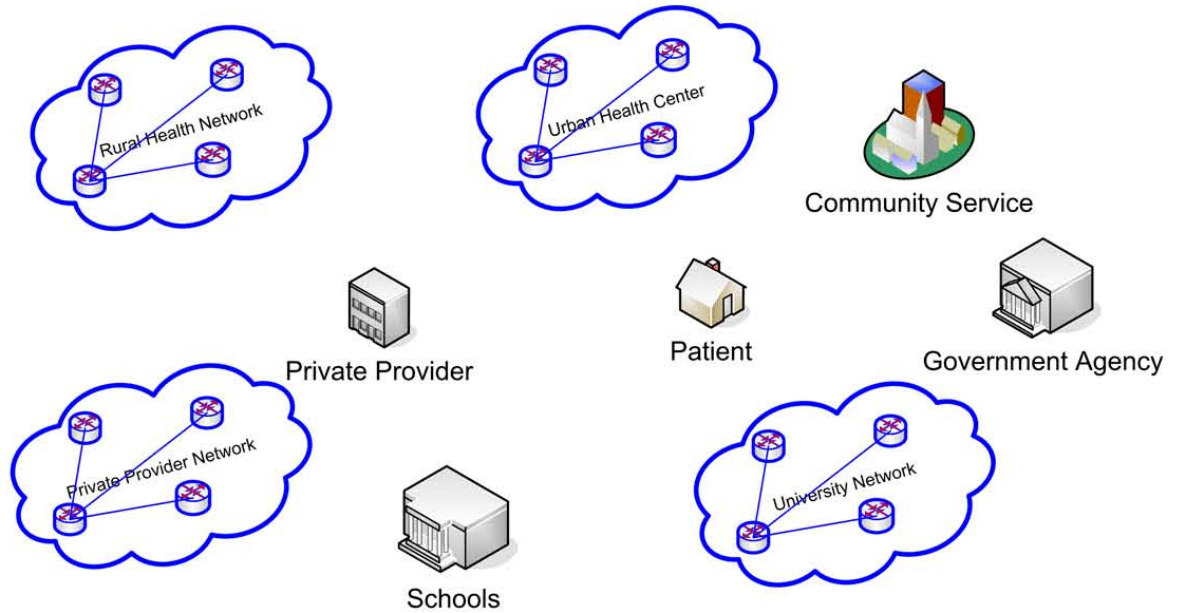 Rural Health Network
Urban Health Center
Community Service
Private Provider
Patient
Government Agency
Private Provider Network
University Network
Schools